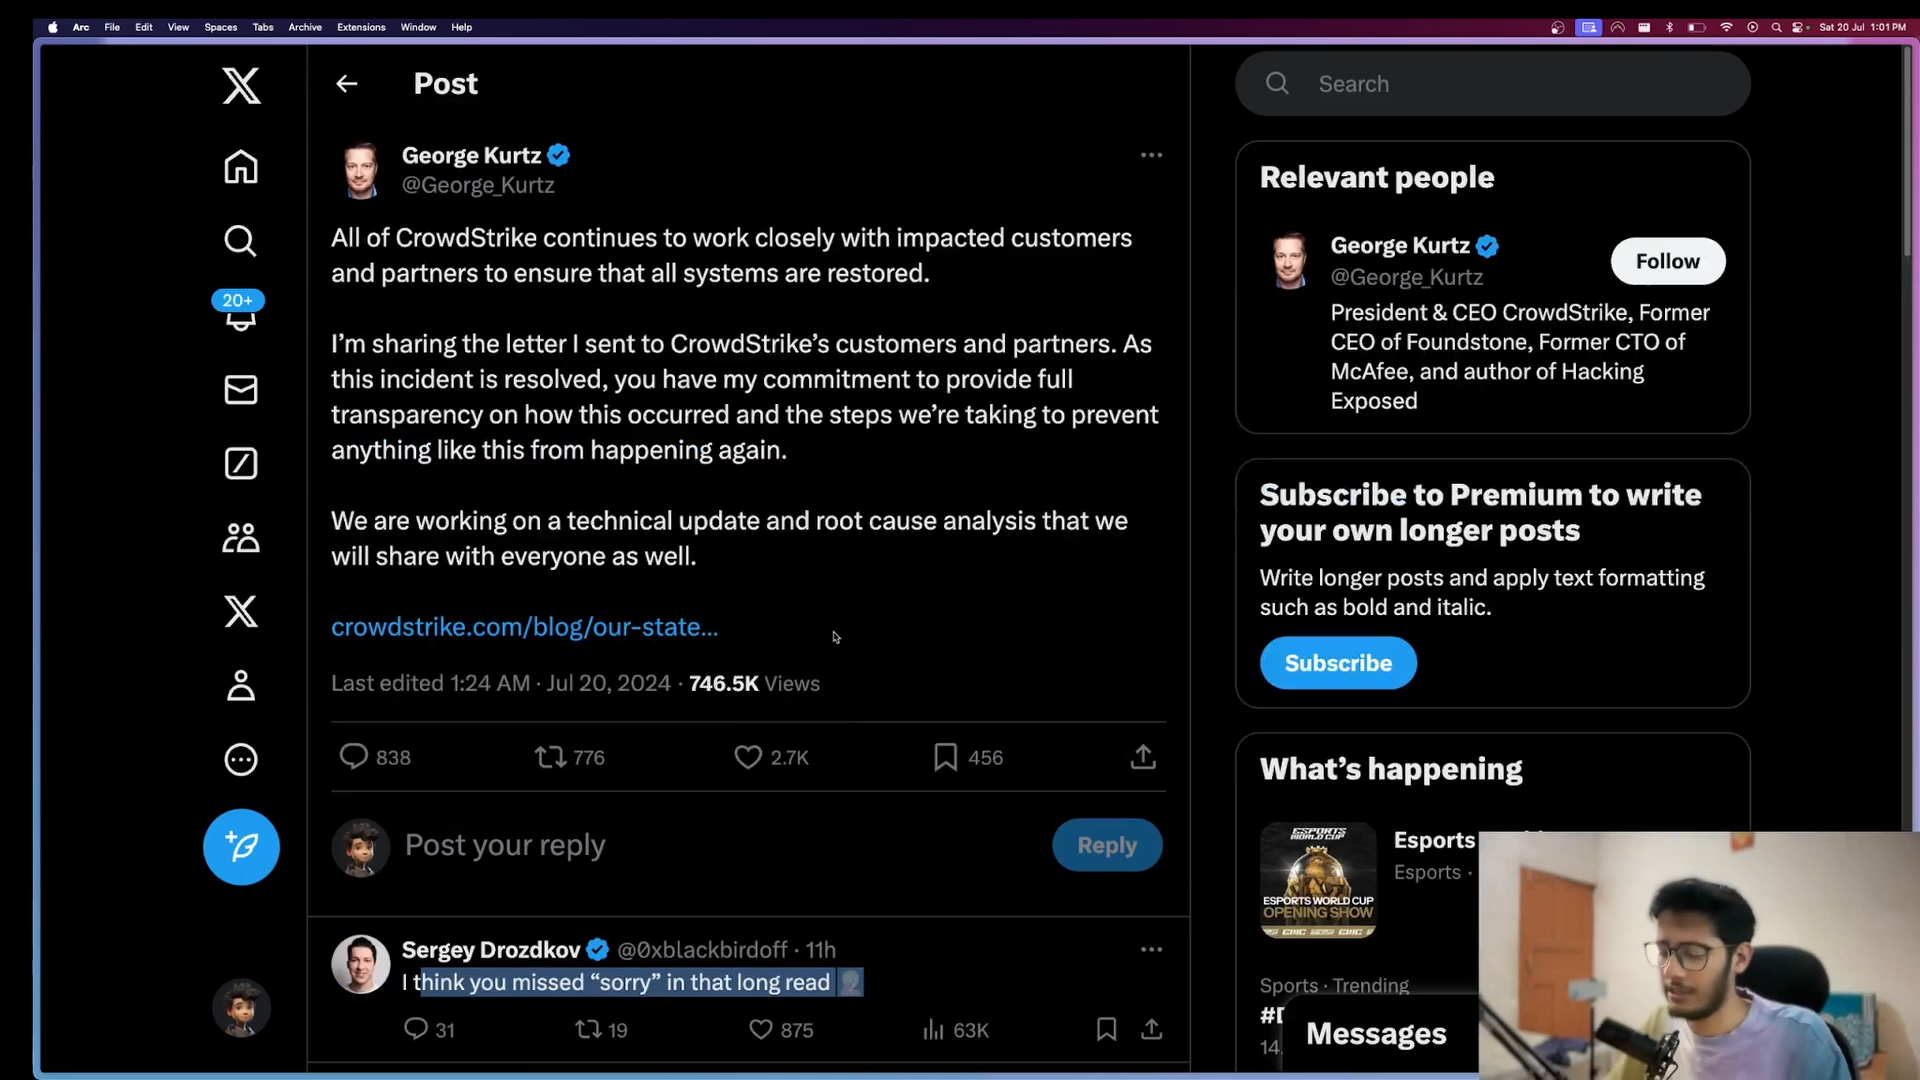 Arc File Edit View Spaces Tabs Archive Extensions Window Help
Sat 20 Jul 1:01 PM
Post
Search
George Kurtz
@George_Kurtz
All of CrowdStrike continues to work closely with impacted customers
and partners to ensure that all systems are restored.
I'm sharing the letter I sent to CrowdStrike's customers and partners. As
this incident is resolved, you have my commitment to provide full
transparency on how this occurred and the steps we're taking to prevent
anything like this from happening again.
We are working on a technical update and root cause analysis that we
will share with everyone as well.
crowdstrike.com/blog/our-state...
Last edited 1:24 AM · Jul 20, 2024 · 746.5K Views
838 776 2.7K 456
Post your reply
Reply
Sergey Drozdkov @0xblackbirdoff · 11h
I think you missed “sorry” in that long read
31 19 875 63K
20+
Relevant people
George Kurtz
@George_Kurtz
Follow
President & CEO CrowdStrike, Former
CEO of Foundstone, Former CTO of
McAfee, and author of Hacking
Exposed
Subscribe to Premium to write
your own longer posts
Write longer posts and apply text formatting
such as bold and italic.
Subscribe
What's happening
ESPORTS WORLD CUP
OPENING SHOW
Esports
Esports ·
Sports · Trending
14.
Messages